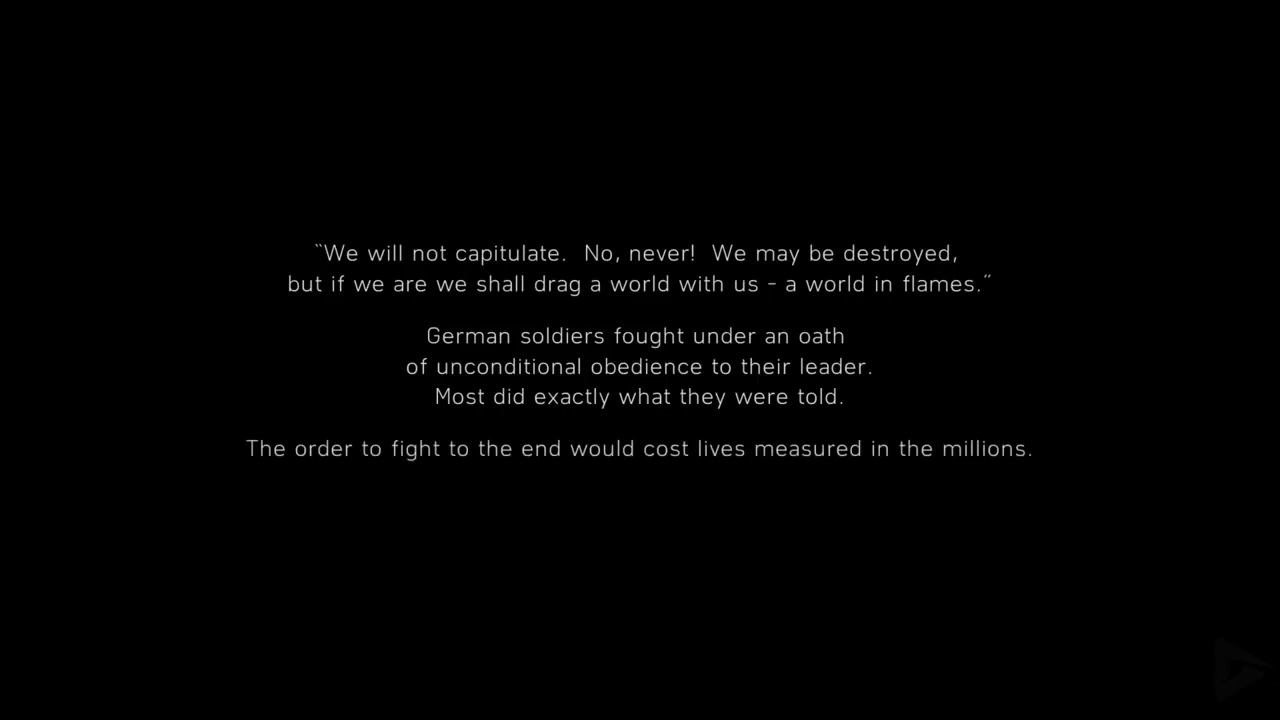 “We will not capitulate. No, never! We may be destroyed,
but if we are we shall drag a world with us - a world in flames.”
German soldiers fought under an oath
of unconditional obedience to their leader.
Most did exactly what they were told.
The order to fight to the end would cost lives measured in the millions.